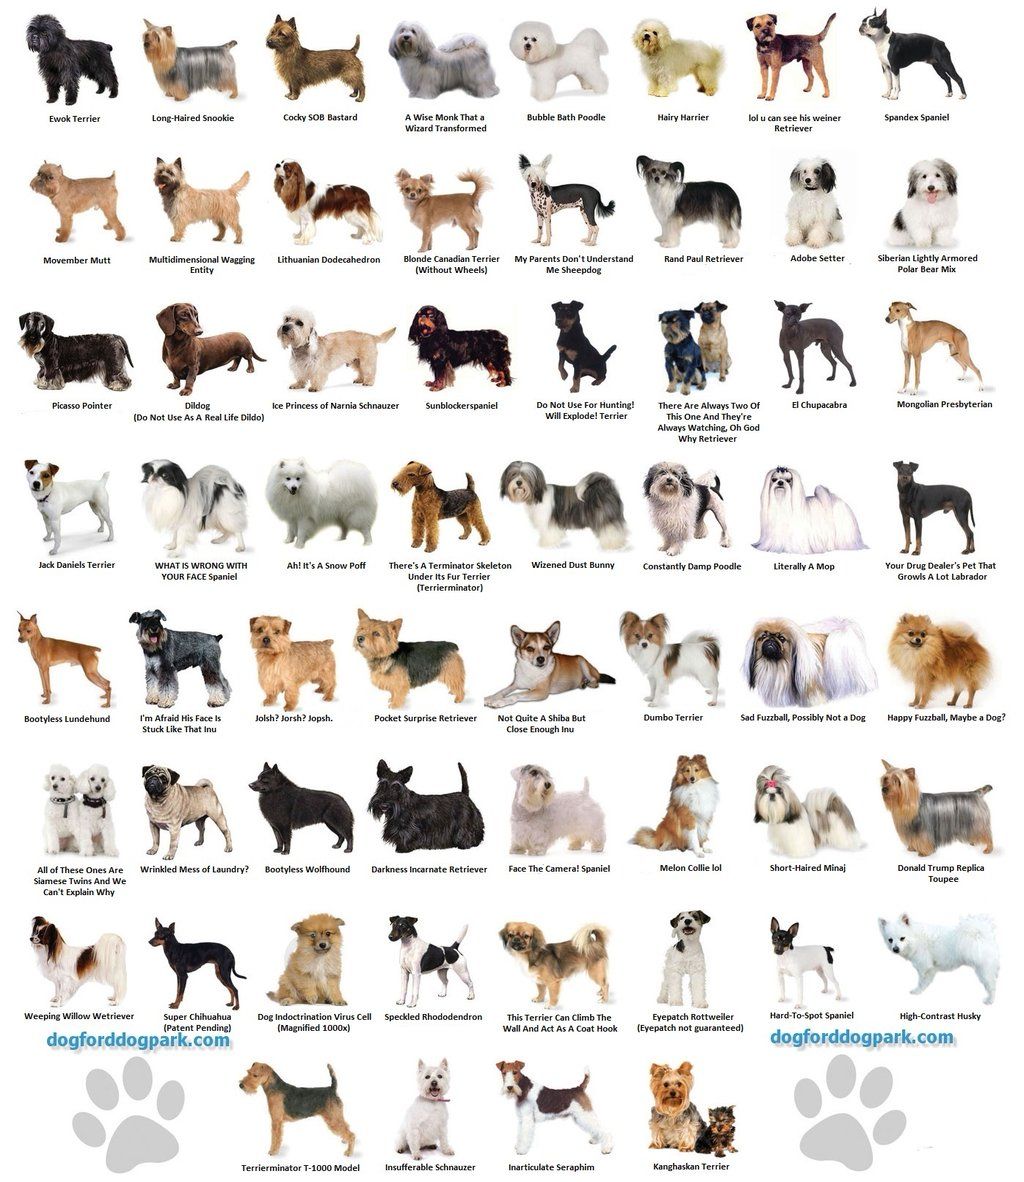 Ewok Terrier
Long-Haired Snookie
Cocky SOB Bastard
A Wise Monk That a
Wizard Transformed
Bubble Bath Poodle
Hairy Harrier
lol u can see his weiner
Retriever
Spandex Spaniel
Movember Mutt
Multidimensional Wagging
Entity
Lithuanian Dodecahedron
Blonde Canadian Terrier
(Without Wheels)
My Parents Don't Understand
Me Sheepdog
Rand Paul Retriever
Adobe Setter
Siberian Lightly Armored
Polar Bear Mix
Picasso Pointer
Dildog
(Do Not Use As A Real Life Dildo)
Ice Princess of Narnia Schnauzer
Sunblockerspaniel
Do Not Use For Hunting!
Will Explode! Terrier
There Are Always Two Of
This One And They're
Always Watching, Oh God
Why Retriever
El Chupacabra
Mongolian Presbyterian
Jack Daniels Terrier
WHAT IS WRONG WITH
YOUR FACE Spaniel
Ah! It's A Snow Poff
There's A Terminator Skeleton
Under Its Fur Terrier
(Terrierminator)
Wizened Dust Bunny
Constantly Damp Poodle
Literally A Mop
Your Drug Dealer's Pet That
Growls A Lot Labrador
Bootyless Lundehund
I'm Afraid His Face Is
Stuck Like That Inu
Jolsh? Jorsh? Jopsh.
Pocket Surprise Retriever
Not Quite A Shiba But
Close Enough Inu
Dumbo Terrier
Sad Fuzzball, Possibly Not a Dog
Happy Fuzzball, Maybe a Dog?
All of These Ones Are
Siamese Twins And We
Can't Explain Why
Wrinkled Mess of Laundry?
Bootyless Wolfhound
Darkness Incarnate Retriever
Face The Camera! Spaniel
Melon Collie lol
Short-Haired Minaj
Donald Trump Replica
Toupee
Weeping Willow Wetriever
Super Chihuahua
(Patent Pending)
Dog Indoctrination Virus Cell
(Magnified 1000x)
Speckled Rhododendron
This Terrier Can Climb The
Wall And Act As A Coat Hook
Eyepatch Rottweiler
(Eyepatch not guaranteed)
Hard-To-Spot Spaniel
High-Contrast Husky
dogforddogpark.com
dogforddogpark.com
Terrierminator T-1000 Model
Insufferable Schnauzer
Inarticulate Seraphim
Kanghaskan Terrier